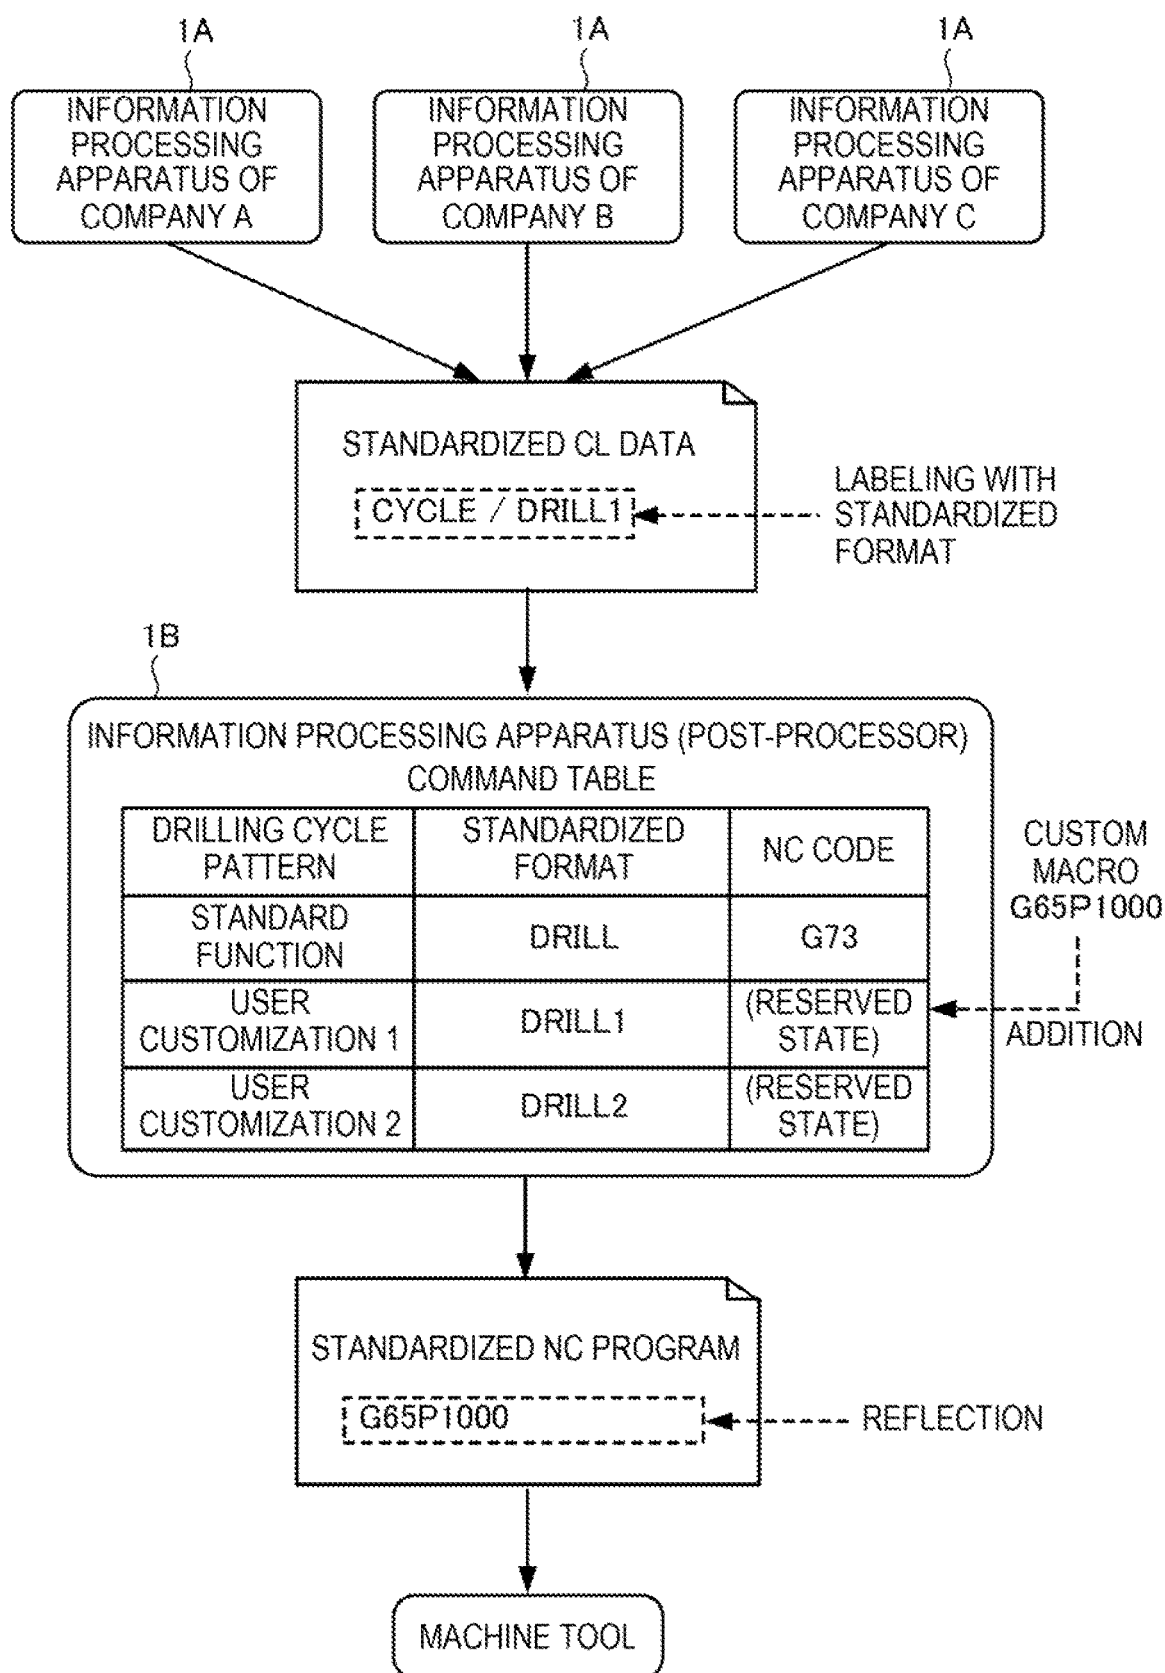 1A
1A
1A
INFORMATION
PROCESSING
APPARATUS OF
COMPANY A
INFORMATION
PROCESSING
APPARATUS OF
COMPANY B
INFORMATION
PROCESSING
APPARATUS OF
COMPANY C
STANDARDIZED CL DATA
CYCLE / DRILL1
LABELING WITH
STANDARDIZED
FORMAT
1B
INFORMATION PROCESSING APPARATUS (POST-PROCESSOR)
COMMAND TABLE
DRILLING CYCLE
PATTERN
STANDARDIZED
FORMAT
NC CODE
STANDARD
FUNCTION
DRILL
G73
USER
CUSTOMIZATION 1
DRILL1
(RESERVED
STATE)
USER
CUSTOMIZATION 2
DRILL2
(RESERVED
STATE)
CUSTOM
MACRO
G65P1000
ADDITION
STANDARDIZED NC PROGRAM
G65P1000
REFLECTION
MACHINE TOOL